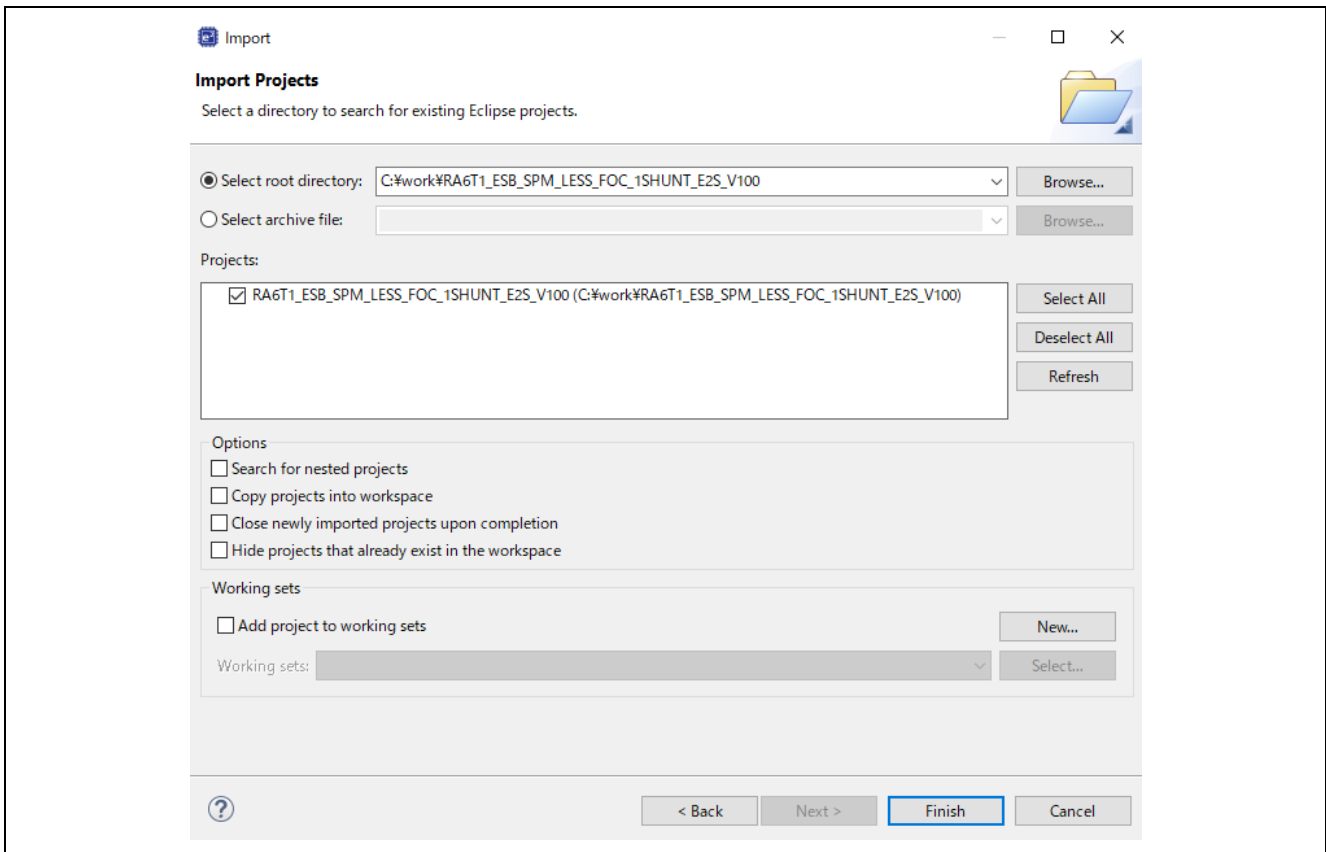 Import
Import Projects
Select a directory to search for existing Eclipse projects.
Select root directory: C:¥work¥RA6T1_ESB_SPM_LESS_FOC_1SHUNT_E2S_V100 Browse...
Select archive file: Browse...
Projects:
RA6T1_ESB_SPM_LESS_FOC_1SHUNT_E2S_V100 (C:¥work¥RA6T1_ESB_SPM_LESS_FOC_1SHUNT_E2S_V100)
Select All
Deselect All
Refresh
Options
Search for nested projects
Copy projects into workspace
Close newly imported projects upon completion
Hide projects that already exist in the workspace
Working sets
Add project to working sets New...
Working sets: Select...
? < Back Next > Finish Cancel